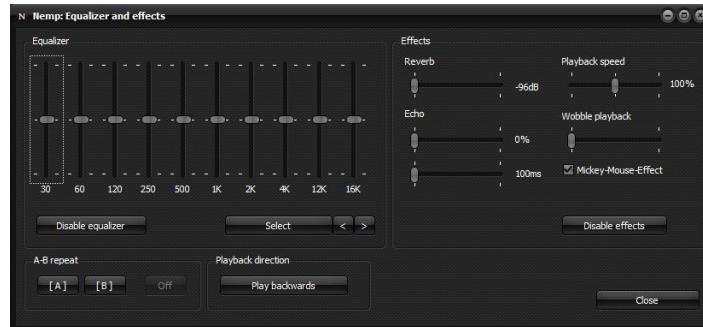 N Nemp: Equalizer and effects
Equalizer
30 60 120 250 500 1K 2K 4K 12K 16K
Disable equalizer Select < >
Effects
Reverb
-96dB
Echo
0%
100ms
Playback speed
100%
Wobble playback
Mickey-Mouse-Effect
Disable effects
A-B repeat
[A] [B] Off
Playback direction
Play backwards
Close